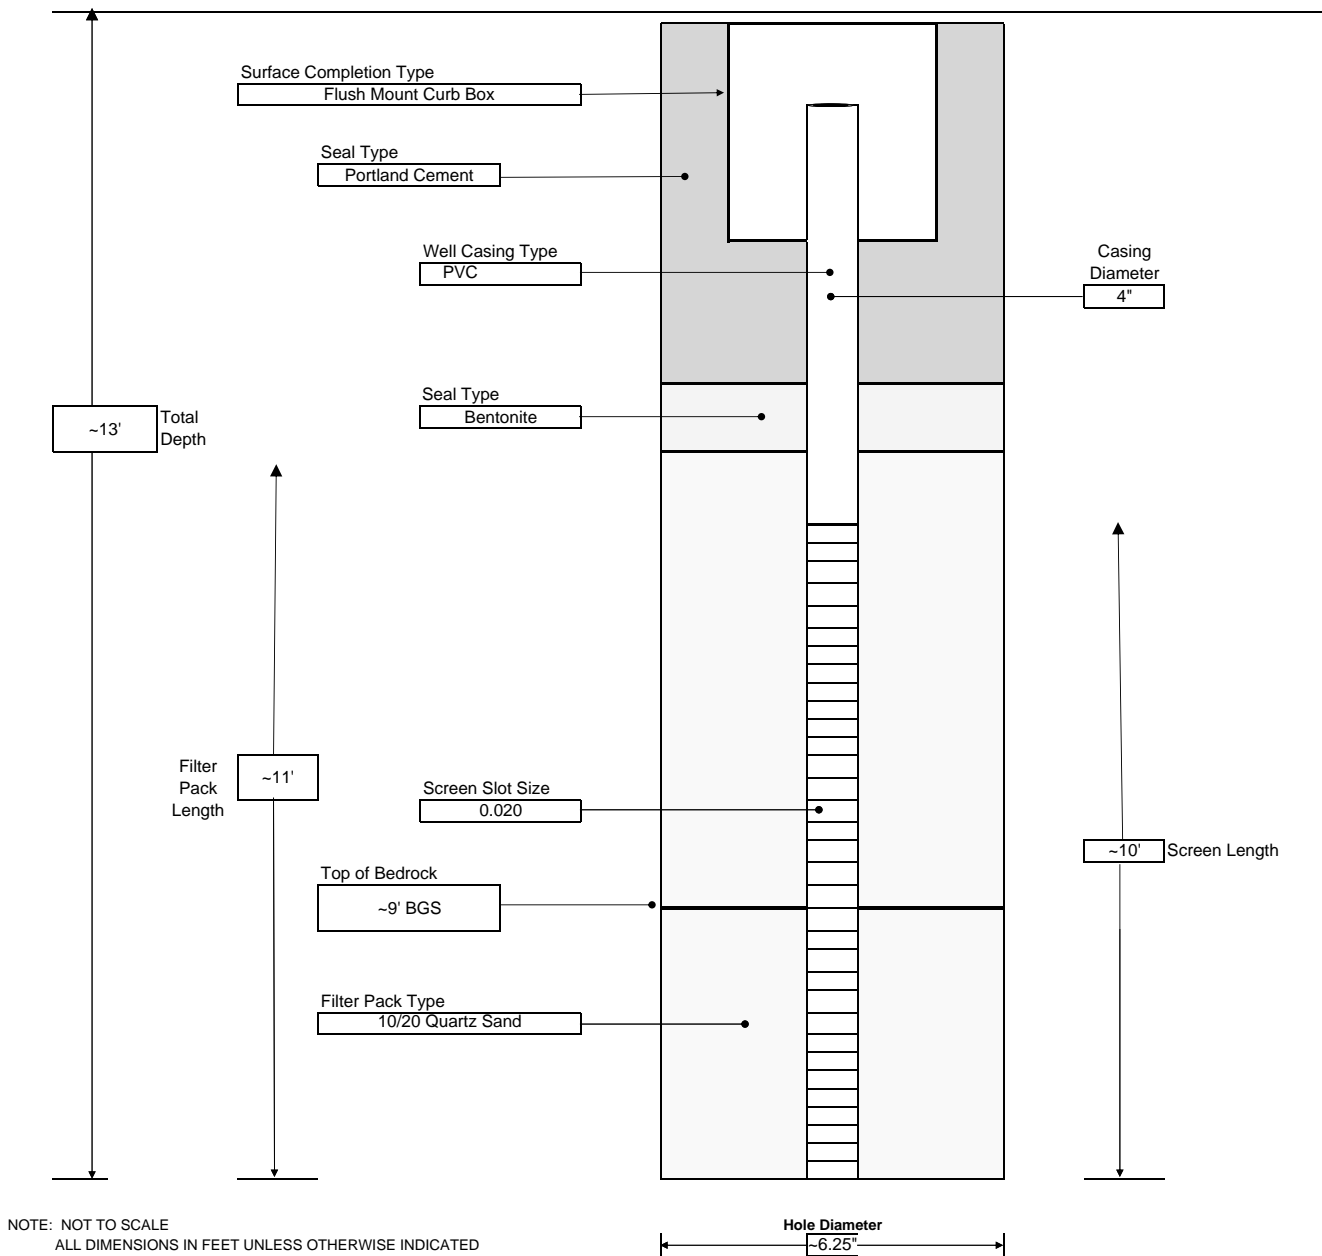 Surface Completion Type
Flush Mount Curb Box
Seal Type
Portland Cement
Well Casing Type
PVC
Casing
Diameter
4"
Seal Type
Bentonite
~13'
Total
Depth
Filter
Pack
Length
~11'
Screen Slot Size
0.020
~10'
Screen Length
Top of Bedrock
~9' BGS
Filter Pack Type
10/20 Quartz Sand
NOTE: NOT TO SCALE
ALL DIMENSIONS IN FEET UNLESS OTHERWISE INDICATED
Hole Diameter
~6.25"